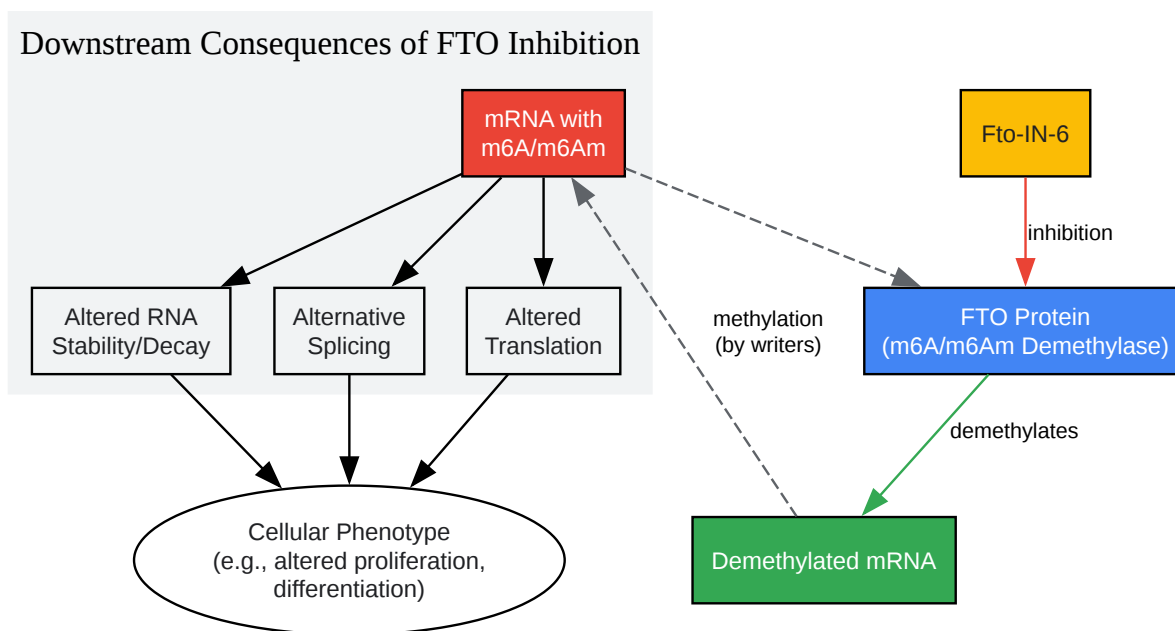 Downstream Consequences of FTO Inhibition
mRNA with
m6A/m6Am
Fto-IN-6
inhibition
Altered RNA
Stability/Decay
Alternative
Splicing
Altered
Translation
methylation
(by writers)
FTO Protein
(m6A/m6Am Demethylase)
demethylates
Cellular Phenotype
(e.g., altered proliferation,
differentiation)
Demethylated mRNA